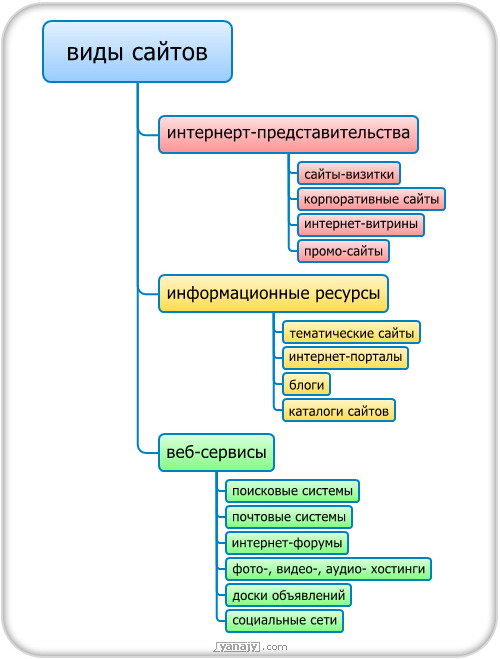 виды сайтов
интернерт-представительства
сайты-визитки
корпоративные сайты
интернет-витрины
промо-сайты
информационные ресурсы
тематические сайты
интернет-порталы
блоги
каталоги сайтов
веб-сервисы
поисковые системы
почтовые системы
интернет-форумы
фото-, видео-, аудио- хостинги
доски объявлений
социальные сети
yanajy.com